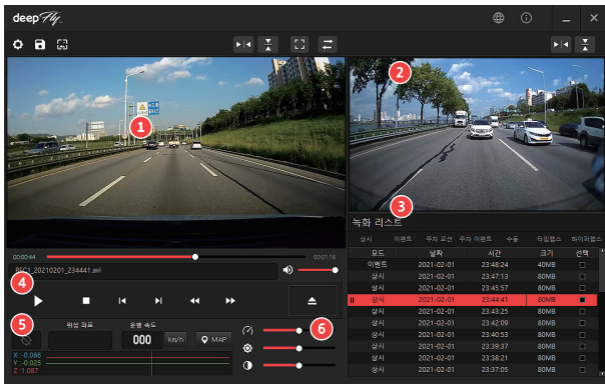 deepFly.
1
2
3
녹화 리스트
상시 이벤트 주차 모션 주차 이벤트 수동 타임랩스 하이퍼랩스
모드 날짜 시간 크기 선택
이벤트 2021-02-01 23:48:24 40MB
상시 2021-02-01 23:47:13 80MB
상시 2021-02-01 23:45:57 80MB
상시 2021-02-01 23:44:41 80MB
상시 2021-02-01 23:43:25 80MB
상시 2021-02-01 23:42:09 80MB
상시 2021-02-01 23:40:53 80MB
상시 2021-02-01 23:39:37 80MB
상시 2021-02-01 23:38:21 80MB
상시 2021-02-01 23:37:05 80MB
00:00:44 00:01:16
4
REC1_20210201_234441.avi
5
위성 좌표 운행 속도
000 km/h MAP
6
X :-0.086
Y :-0.025
Z :1.087